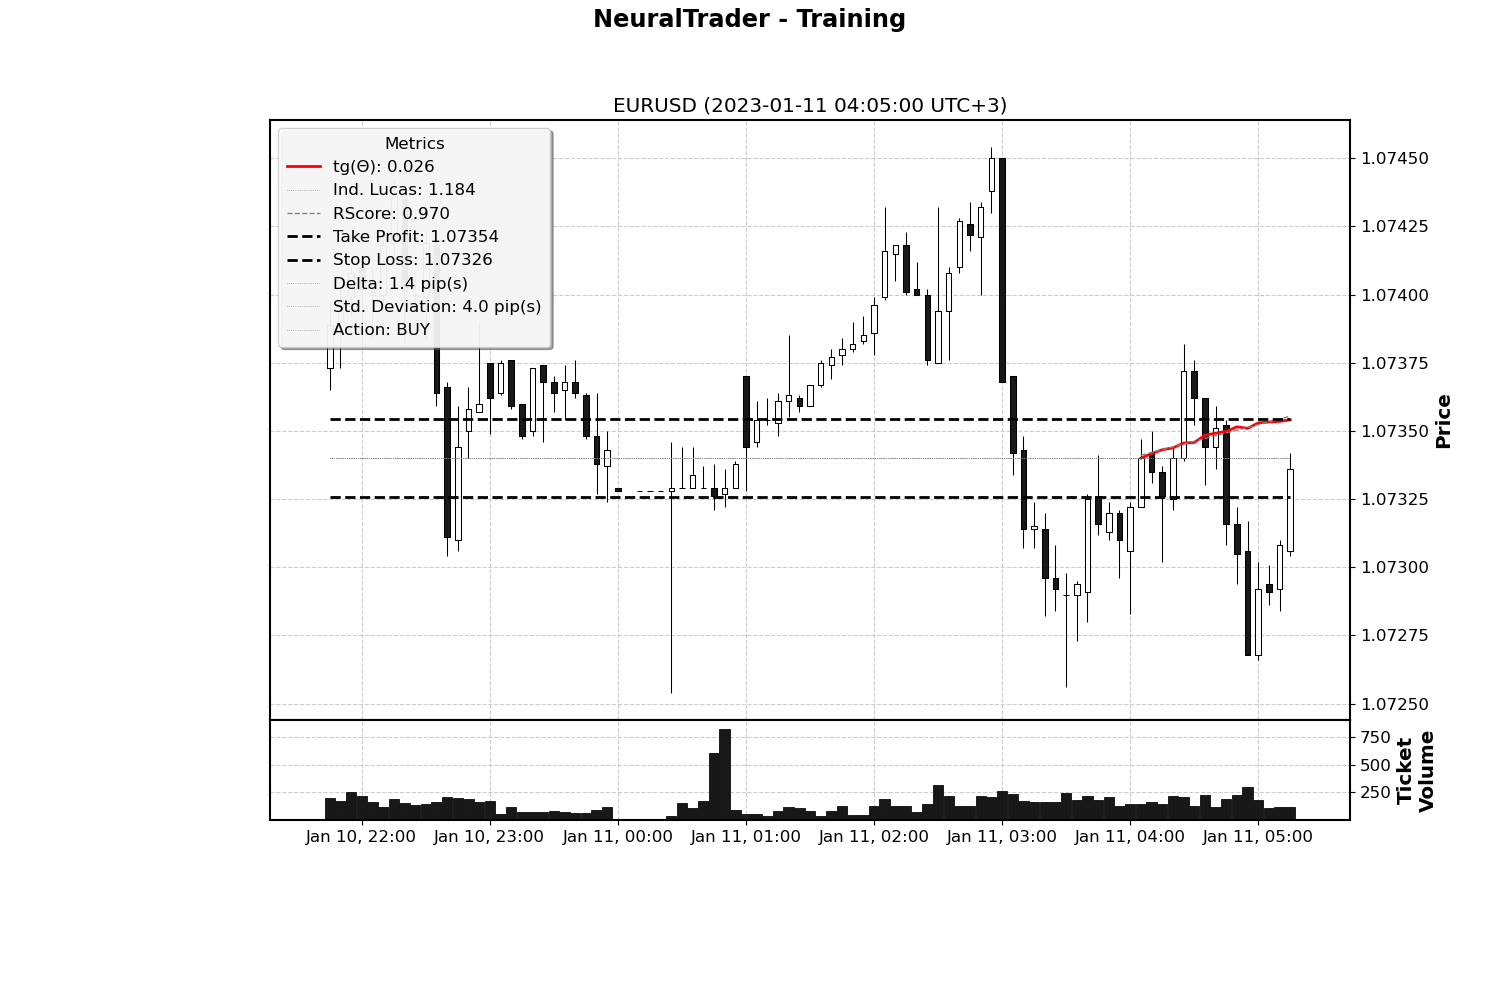 NeuralTrader - Training
EURUSD (2023-01-11 04:05:00 UTC+3)
Metrics
tg(Θ): 0.026
Ind. Lucas: 1.184
RScore: 0.970
Take Profit: 1.07354
Stop Loss: 1.07326
Delta: 1.4 pip(s)
Std. Deviation: 4.0 pip(s)
Action: BUY
1.07450
1.07425
1.07400
1.07375
1.07350
1.07325
1.07300
1.07275
1.07250
Price
750
500
250
Ticket
Volume
Jan 10, 22:00
Jan 10, 23:00
Jan 11, 00:00
Jan 11, 01:00
Jan 11, 02:00
Jan 11, 03:00
Jan 11, 04:00
Jan 11, 05:00